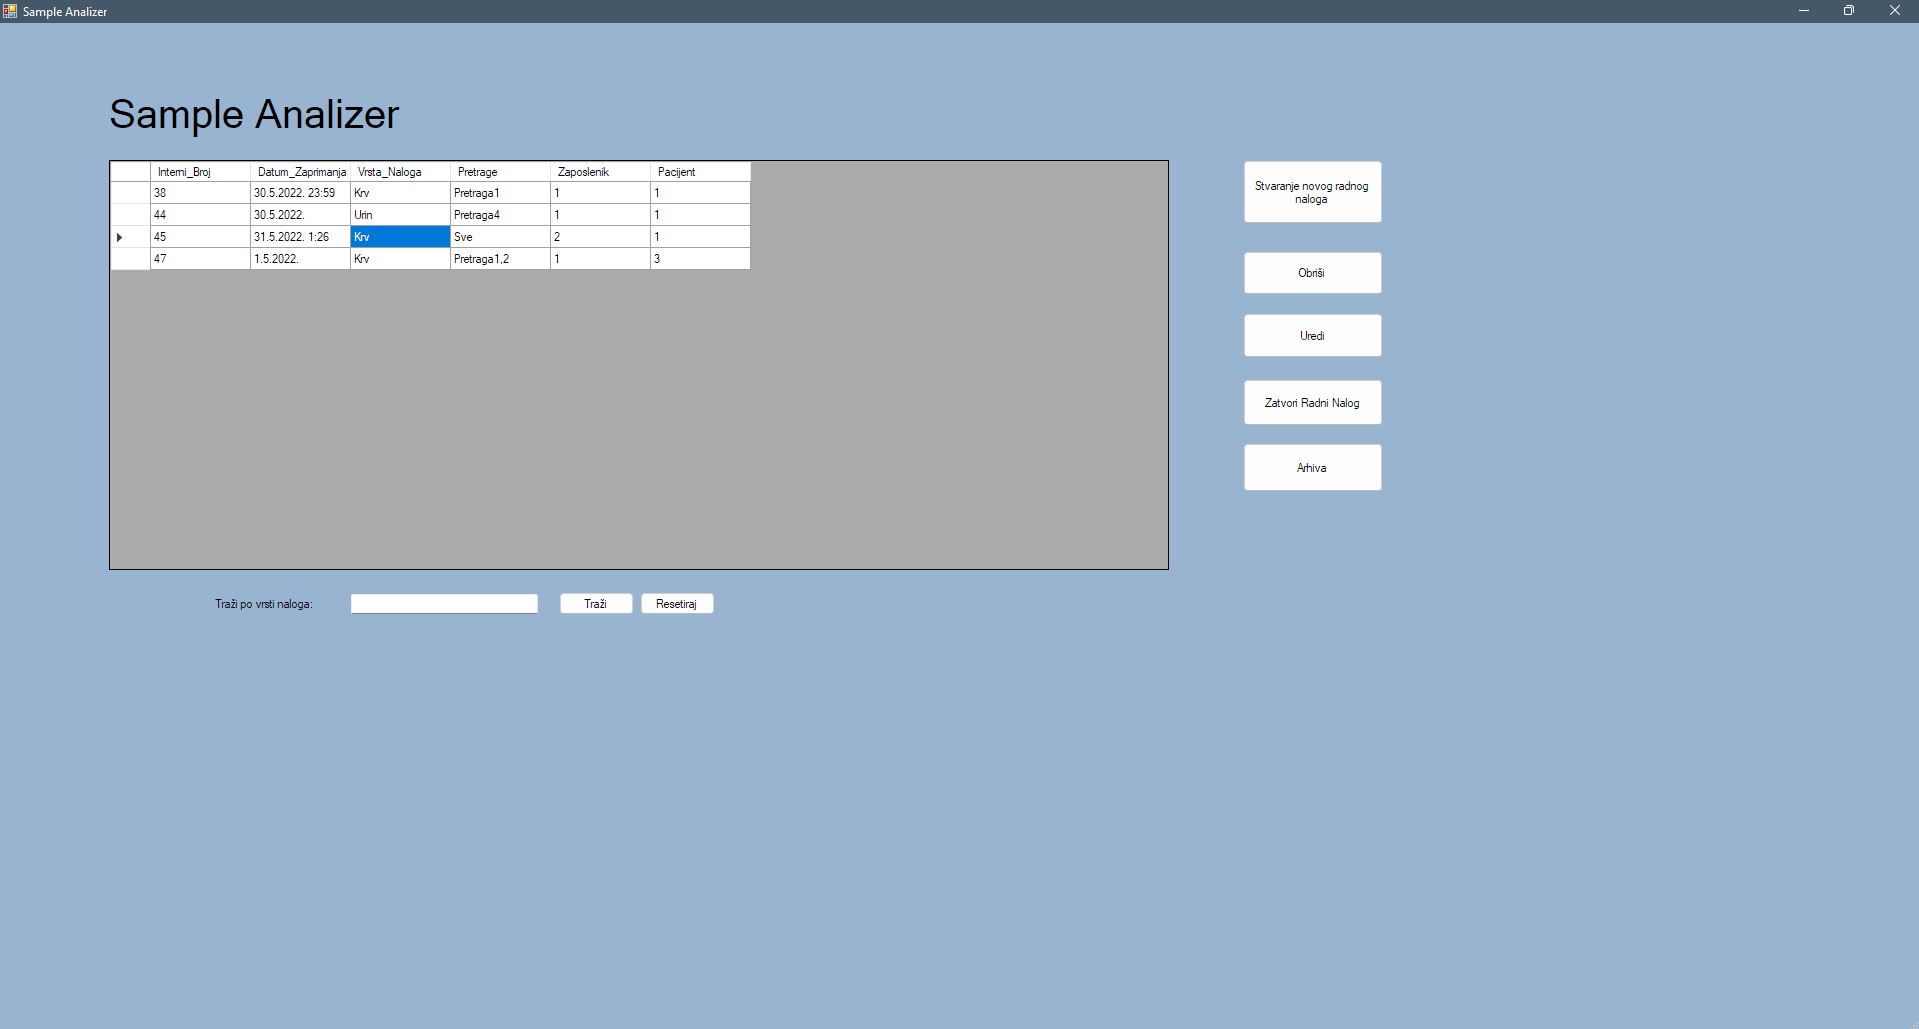 Sample Analizer
Sample Analizer
Interni_Broj Datum_Zaprimanja Vrsta_Naloga Pretrage Zaposlenik Pacijent
38 30.5.2022. 23:59 Krv Pretraga1 1 1
44 30.5.2022. Urin Pretraga4 1 1
45 31.5.2022. 1:26 Krv Sve 2 1
47 1.5.2022. Krv Pretraga1,2 1 3
Stvaranje novog radnog
naloga
Obriši
Uredi
Zatvori Radni Nalog
Arhiva
Traži po vrsti naloga: Traži Resetiraj